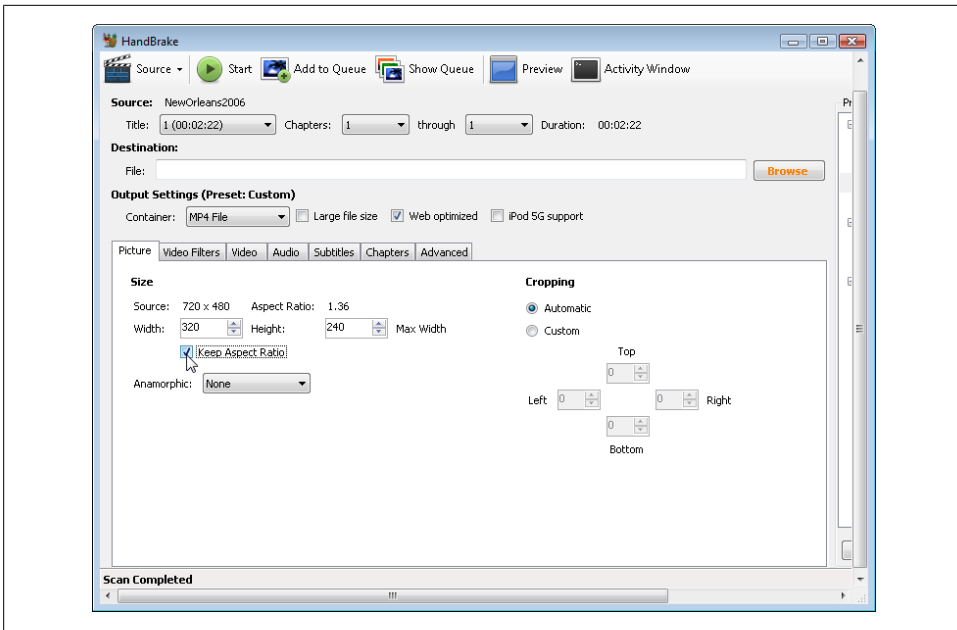 HandBrake
Source Start Add to Queue Show Queue Preview Activity Window
Source: NewOrleans2006
Title: 1 (00:02:22) Chapters: 1 through 1 Duration: 00:02:22
Destination:
File: Browse
Output Settings (Preset: Custom)
Container: MP4 File Large file size Web optimized iPod 5G support
Picture Video Filters Video Audio Subtitles Chapters Advanced
Size Cropping
Source: 720 x 480 Aspect Ratio: 1.36 Automatic
Width: 320 Height: 240 Max Width Custom
Keep Aspect Ratio Top
0
Anamorphic: None
Left 0 0 Right
0
Bottom
Scan Completed